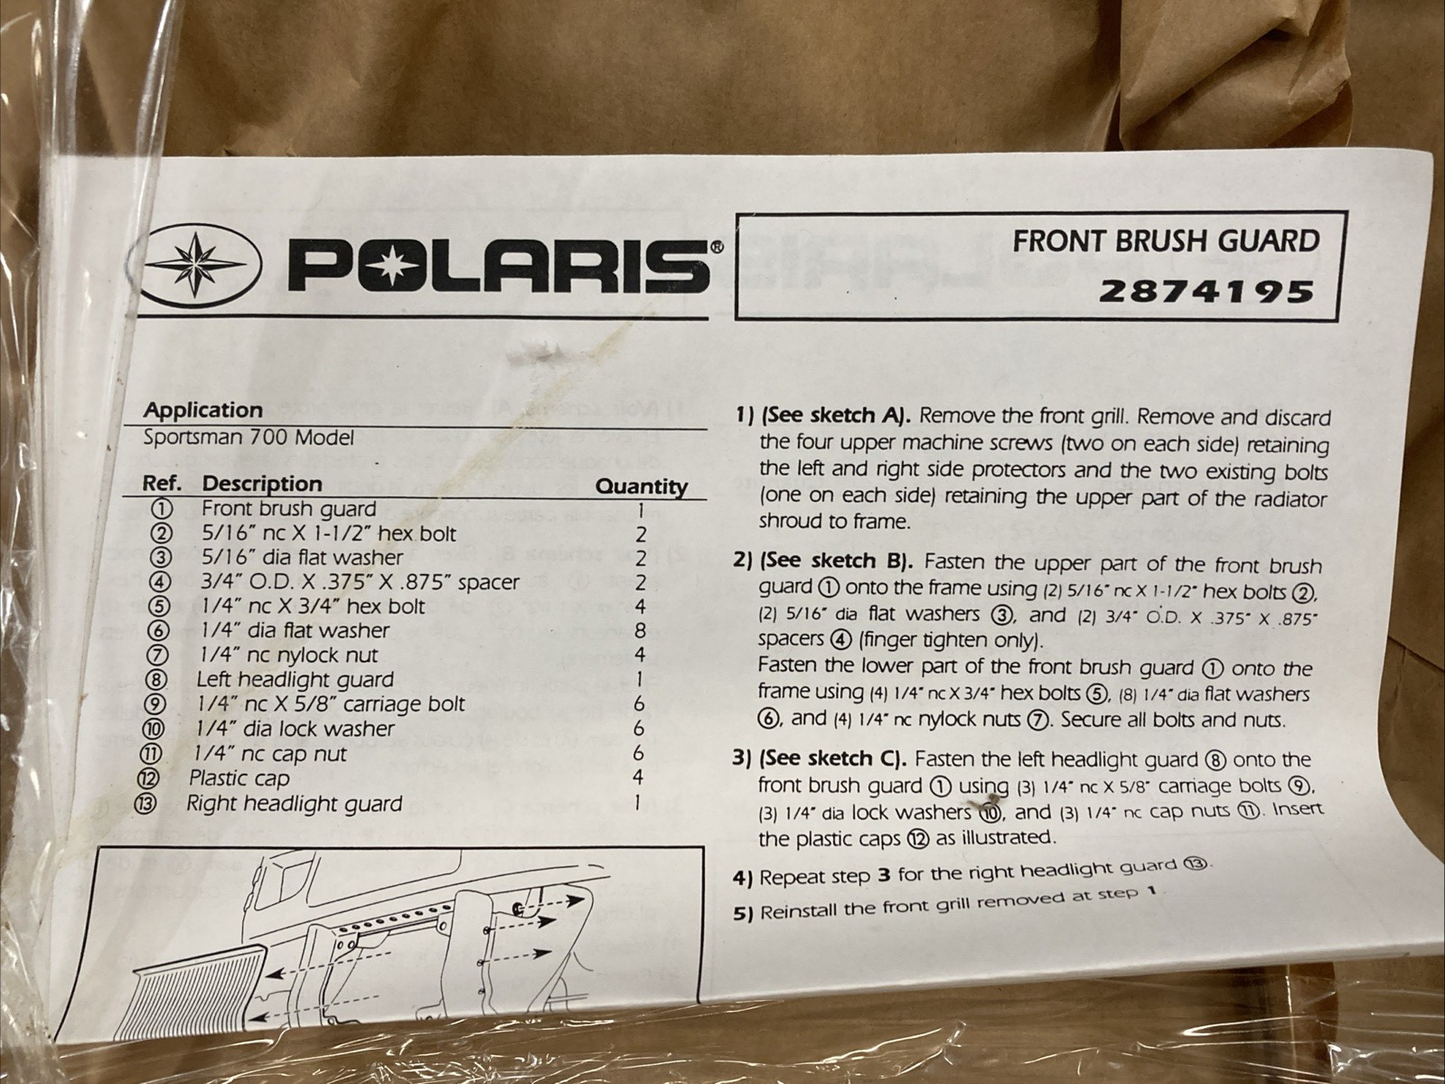 POLARIS®
FRONT BRUSH GUARD
2874195
Application
Sportsman 700 Model
Ref. Description Quantity
① Front brush guard 1
② 5/16" nc X 1-1/2" hex bolt 2
③ 5/16" dia flat washer 2
④ 3/4" O.D. X .375" X .875" spacer 2
⑤ 1/4" nc X 3/4" hex bolt 4
⑥ 1/4" dia flat washer 8
⑦ 1/4" nc nylock nut 4
⑧ Left headlight guard 1
⑨ 1/4" nc X 5/8" carriage bolt 6
⑩ 1/4" dia lock washer 6
⑪ 1/4" nc cap nut 6
⑫ Plastic cap 4
⑬ Right headlight guard 1
1) (See sketch A). Remove the front grill. Remove and discard
the four upper machine screws (two on each side) retaining
the left and right side protectors and the two existing bolts
(one on each side) retaining the upper part of the radiator
shroud to frame.
2) (See sketch B). Fasten the upper part of the front brush
guard ① onto the frame using (2) 5/16" nc X 1-1/2" hex bolts ②,
(2) 5/16" dia flat washers ③, and (2) 3/4" O.D. X .375" X .875"
spacers ④ (finger tighten only).
Fasten the lower part of the front brush guard ① onto the
frame using (4) 1/4" nc X 3/4" hex bolts ⑤, (8) 1/4" dia flat washers
⑥, and (4) 1/4" nc nylock nuts ⑦. Secure all bolts and nuts.
3) (See sketch C). Fasten the left headlight guard ⑧ onto the
front brush guard ① using (3) 1/4" nc X 5/8" carriage bolts ⑨,
(3) 1/4" dia lock washers ⑩, and (3) 1/4" nc cap nuts ⑪. Insert
the plastic caps ⑫ as illustrated.
4) Repeat step 3 for the right headlight guard ⑬.
5) Reinstall the front grill removed at step 1.